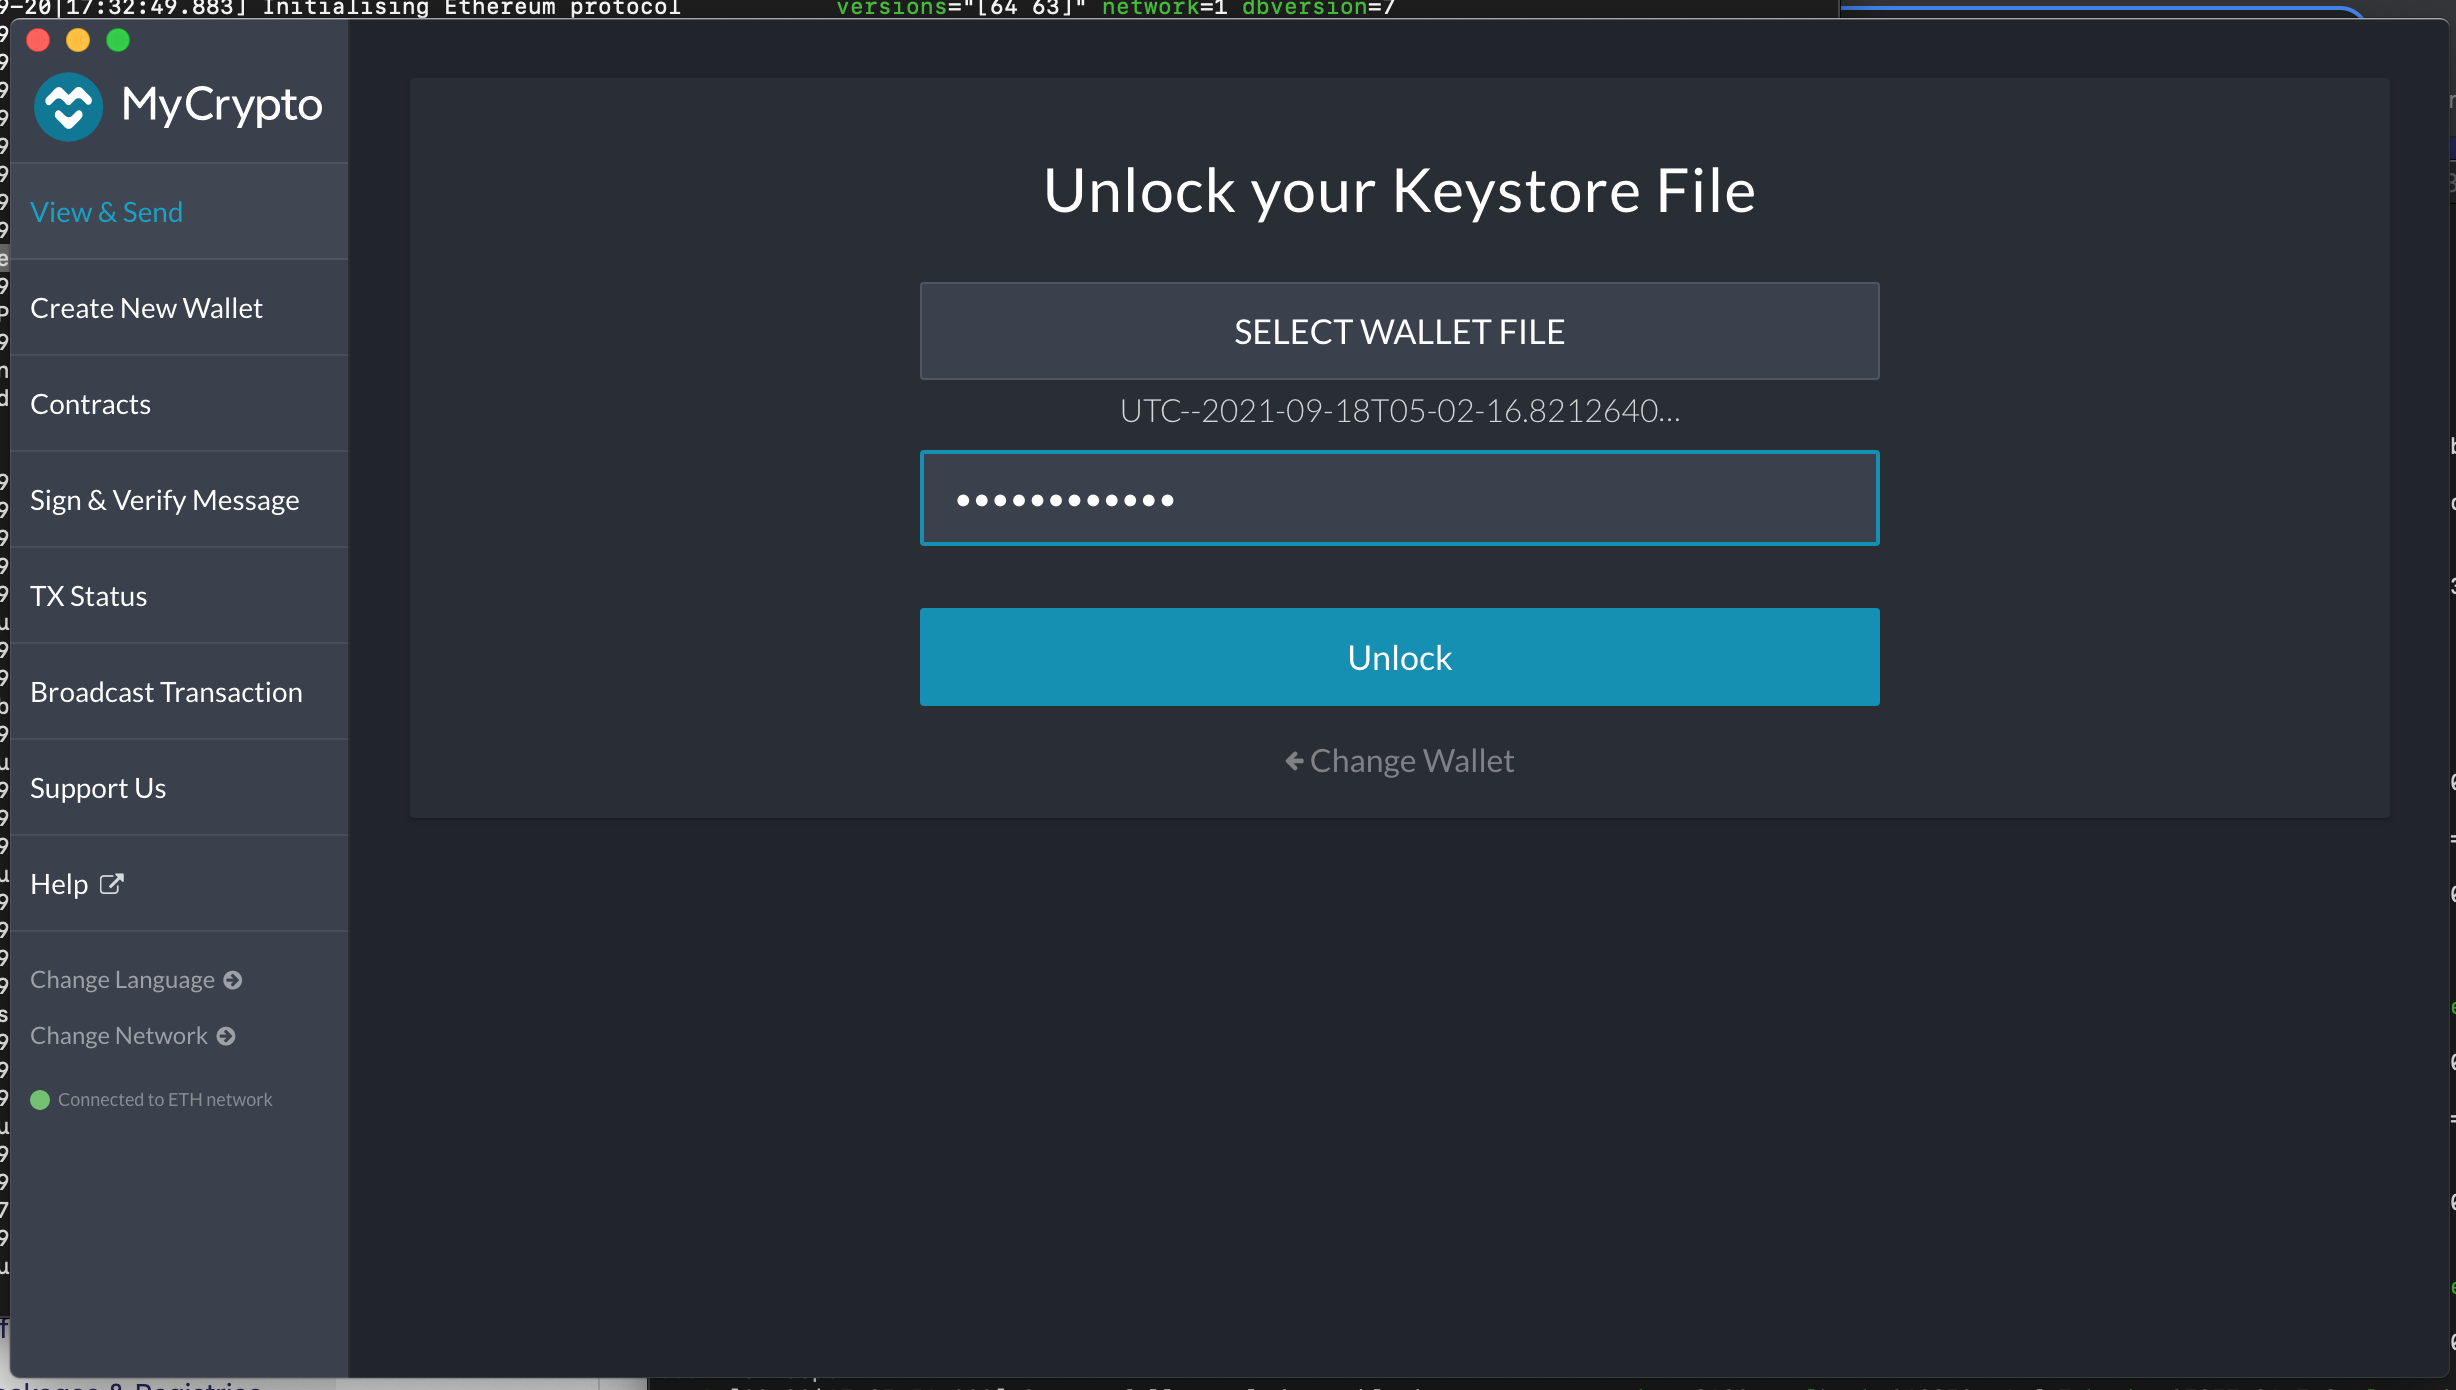 -20|17:32:49.883] Initialising Ethereum protocol versions="[64 63]" network=1 dbversion=7
MyCrypto
View & Send
Create New Wallet
Contracts
Sign & Verify Message
TX Status
Broadcast Transaction
Support Us
Help
Change Language
Change Network
Connected to ETH network
Unlock your Keystore File
SELECT WALLET FILE
UTC--2021-09-18T05-02-16.8212640...
••••••••••••
Unlock
Change Wallet
& Registries